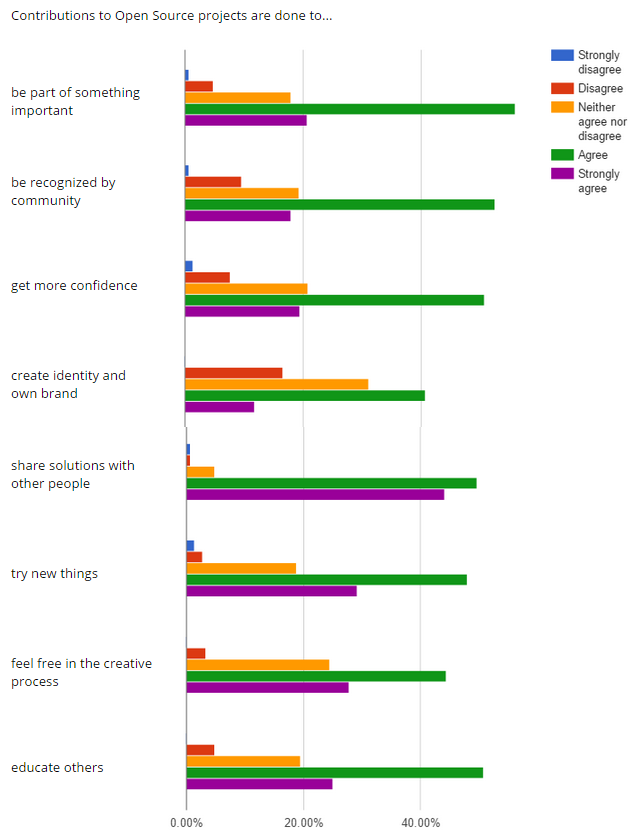 Contributions to Open Source projects are done to...
Strongly
disagree
Disagree
Neither
agree nor
disagree
Agree
Strongly
agree
be part of something
important
be recognized by
community
get more confidence
create identity and
own brand
share solutions with
other people
try new things
feel free in the creative
process
educate others
0.00%
20.00%
40.00%